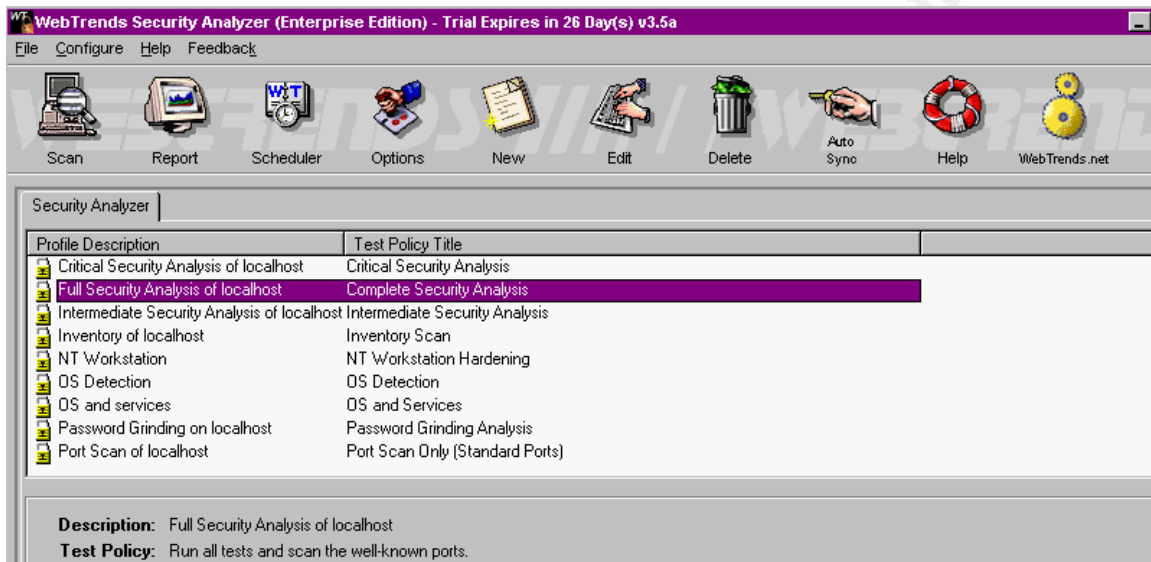 WebTrends Security Analyzer (Enterprise Edition) - Trial Expires in 26 Day(s) v3.5a
File Configure Help Feedback
Scan Report Scheduler Options New Edit Delete Auto Sync Help WebTrends.net
Security Analyzer
Profile Description Test Policy Title
Critical Security Analysis of localhost Critical Security Analysis
Full Security Analysis of localhost Complete Security Analysis
Intermediate Security Analysis of localhost Intermediate Security Analysis
Inventory of localhost Inventory Scan
NT Workstation NT Workstation Hardening
OS Detection OS Detection
OS and services OS and Services
Password Grinding on localhost Password Grinding Analysis
Port Scan of localhost Port Scan Only (Standard Ports)
Description: Full Security Analysis of localhost
Test Policy: Run all tests and scan the well-known ports.